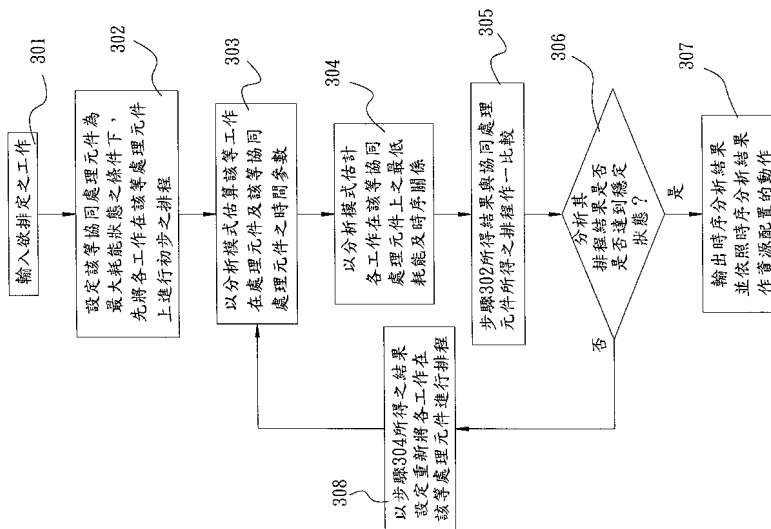 301
輸入欲排定之工作
302
設定該等協同處理元件為
最大耗能狀態之條件下，
先將各工作在該等處理元件
上進行初步之排程
303
以分析模式估算該等工作
在處理元件及該等協同
處理元件之時間參數
304
以分析模式估計
各工作在該等協同
處理元件上之最低
耗能及時序關係
305
步驟302所得結果與協同處理
元件所得之排程作一比較
306
分析其
排程結果是否
是否達到穩定
狀態？
是
否
307
輸出時序分析結果
並依照時序分析結果
作資源配置的動作
308
以步驟304所得之結果
設定重新將各工作在
該等處理元件進行排程